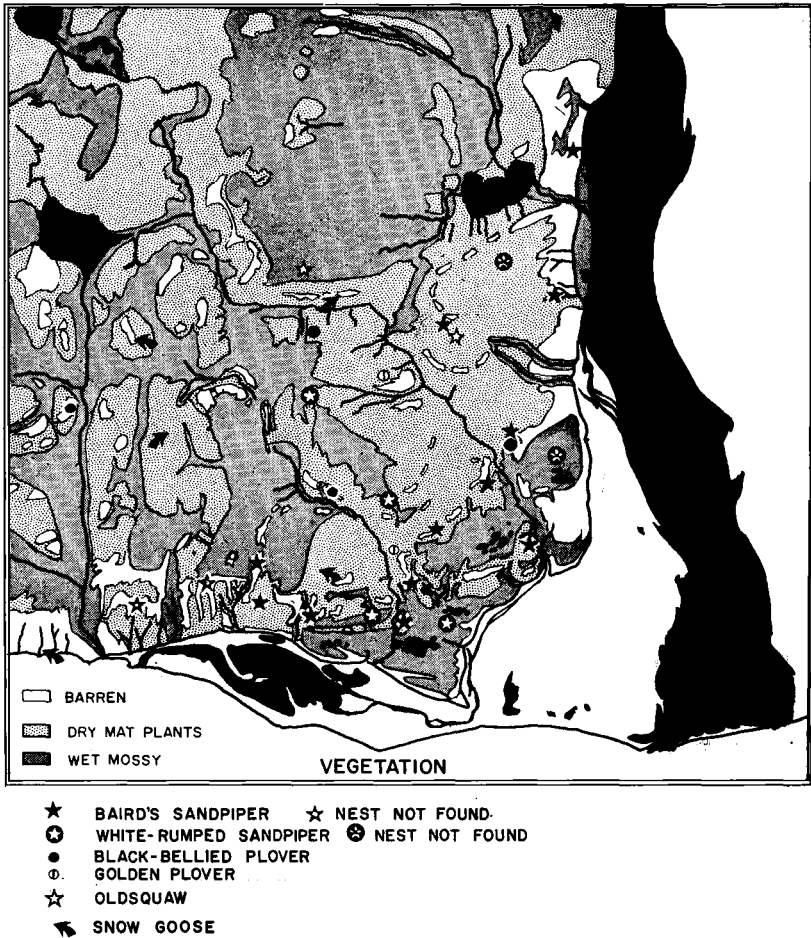 BARREN
DRY MAT PLANTS
WET MOSSY
VEGETATION
BAIRD'S SANDPIPER NEST NOT FOUND.
WHITE-RUMPED SANDPIPER NEST NOT FOUND
BLACK-BELLIED PLOVER
GOLDEN PLOVER
OLDSQUAW
SNOW GOOSE